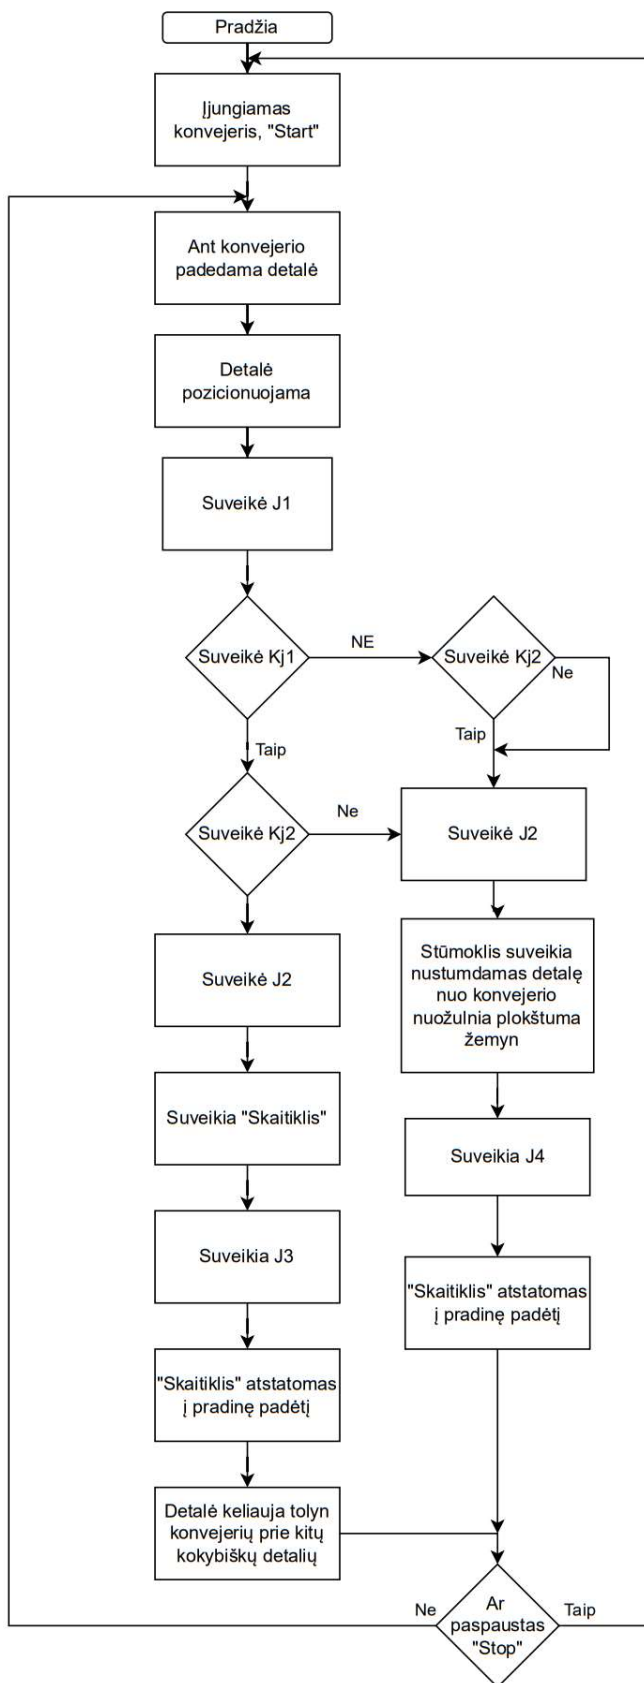 Pradžia
Įjungiamas
konvejeris, "Start"
Ant konvejerio
padedama detalė
Detalė
pozicionuojama
Suveikė J1
Suveikė Kj1
NE
Suveikė Kj2
Ne
Taip
Taip
Suveikė Kj2
Ne
Suveikė J2
Suveikė J2
Stūmoklis suveikia
nustumdamas detalę
nuo konvejerio
nuožulnia plokštuma
žemyn
Suveikia "Skaitiklis"
Suveikia J4
Suveikia J3
"Skaitiklis" atstatomas
į pradinę padėtį
"Skaitiklis" atstatomas
į pradinę padėtį
Detalė keliauja tolyn
konvejerių prie kitų
kokybiškų detalių
Ne
Ar
paspaustas
"Stop"
Taip